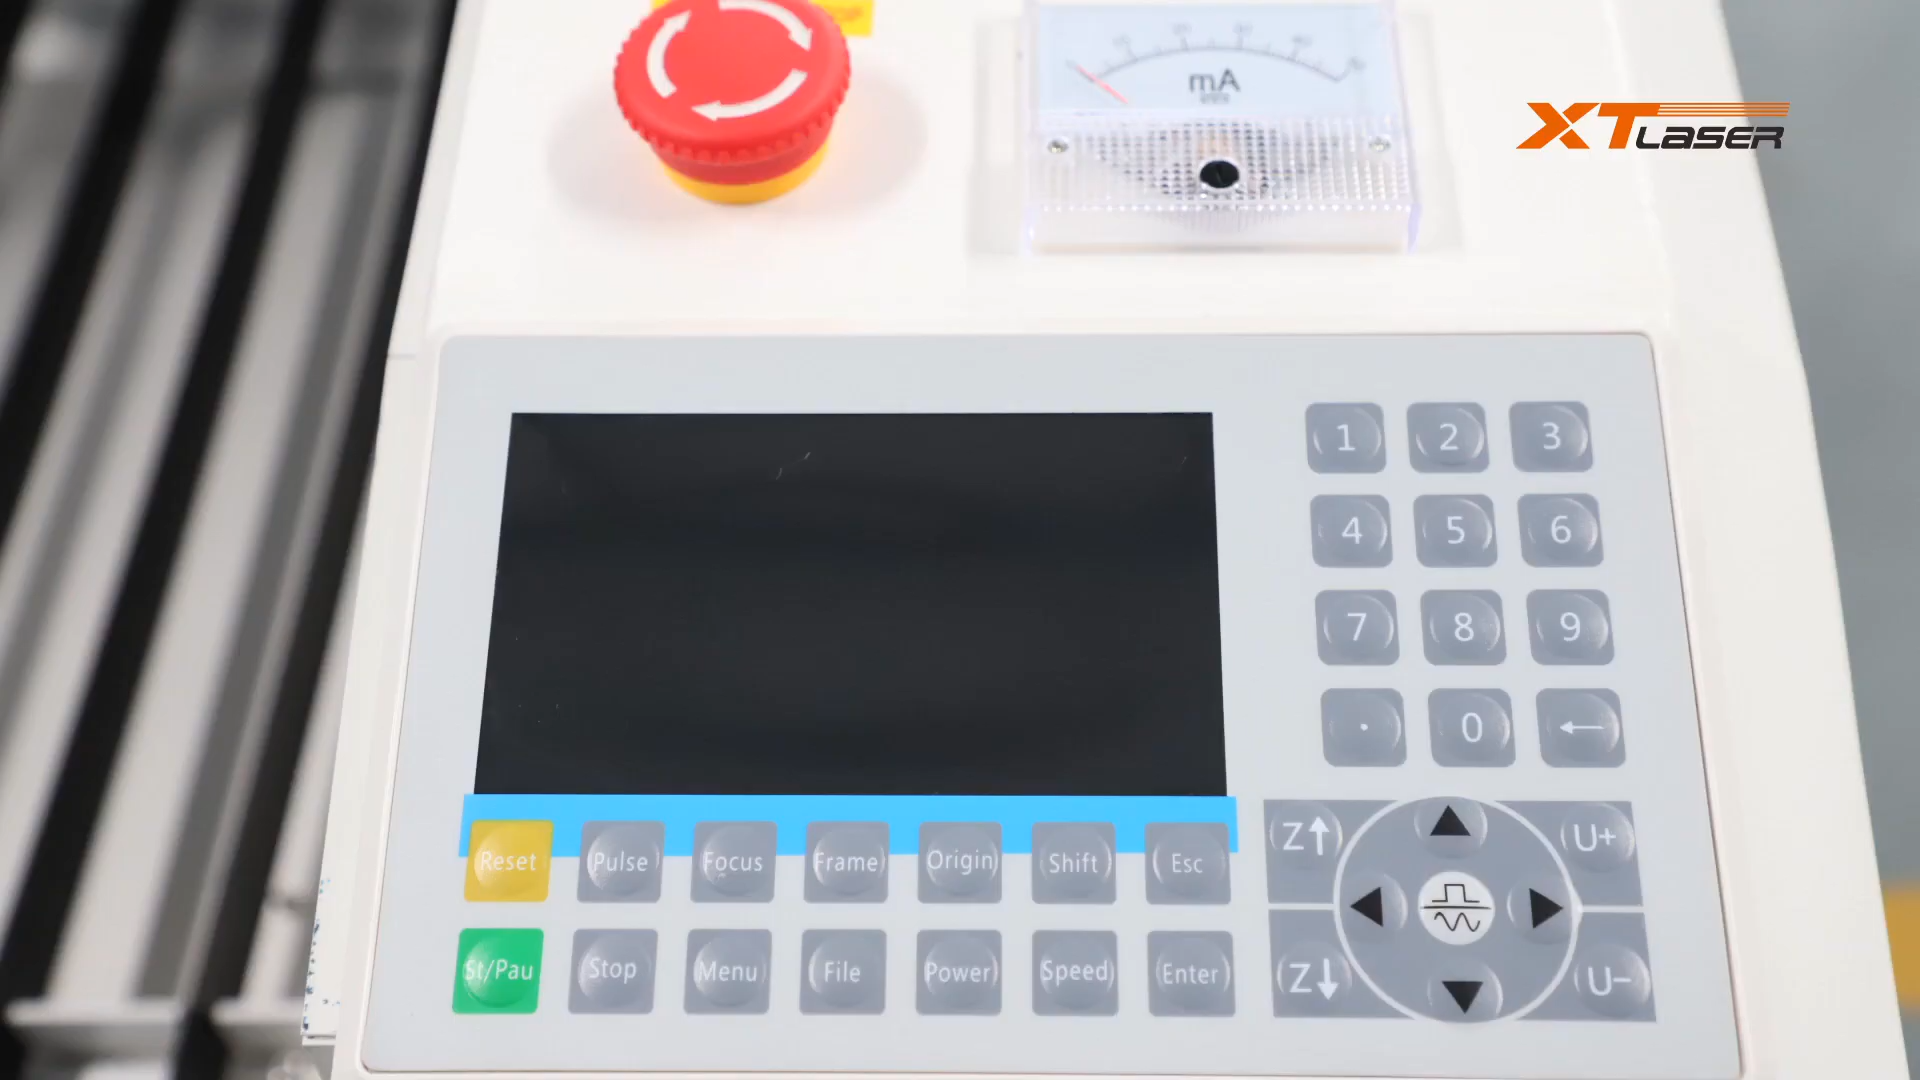 mA
XT LASER
1 2 3
4 5 6
7 8 9
. 0 ←
Reset Pulse Focus Frame Origin Shift Esc
St/Pau Stop Menu File Power Speed Enter
Z↑ U+
Z↓ U-